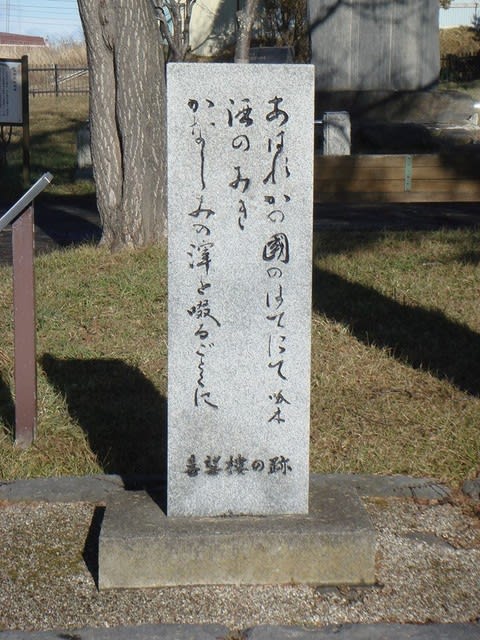 あはれかの國のはてにて 啄木
酒のみき
かなしみの滓を啜るごとくに
喜望樓の跡